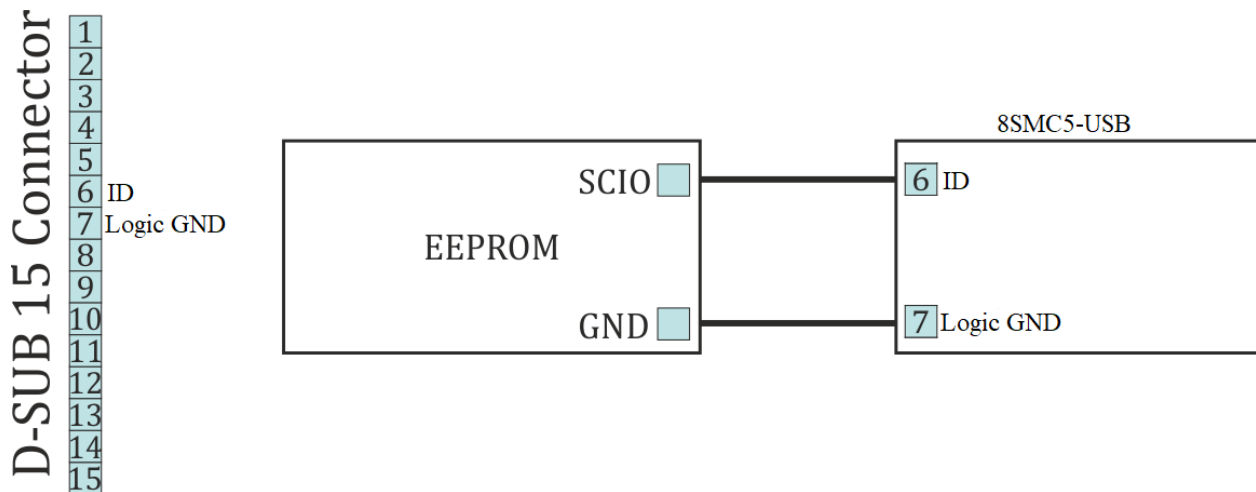 D-SUB 15 Connector
1
2
3
4
5
6 ID
7 Logic GND
8
9
10
11
12
13
14
15
EEPROM
SCIO
GND
8SMC5-USB
6 ID
7 Logic GND